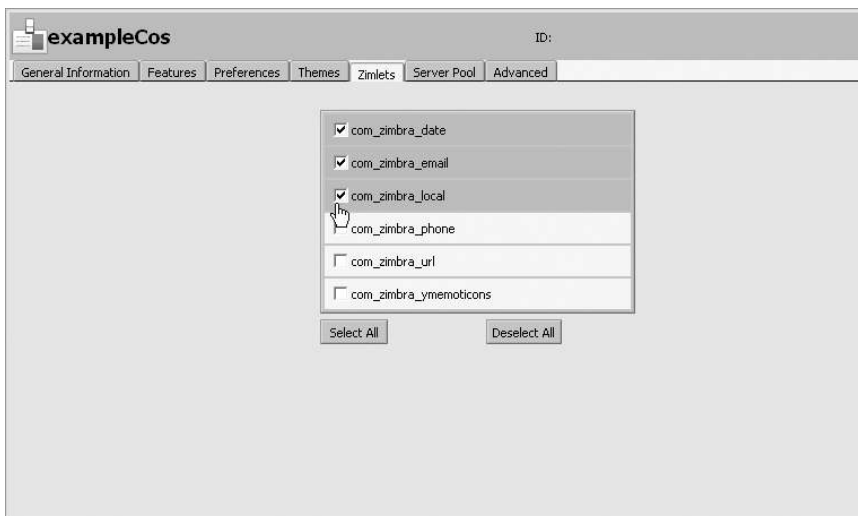 exampleCos ID:
General Information Features Preferences Themes Zimlets Server Pool Advanced
com_zimbra_date
com_zimbra_email
com_zimbra_local
com_zimbra_phone
com_zimbra_url
com_zimbra_ymemoticons
Select All Deselect All